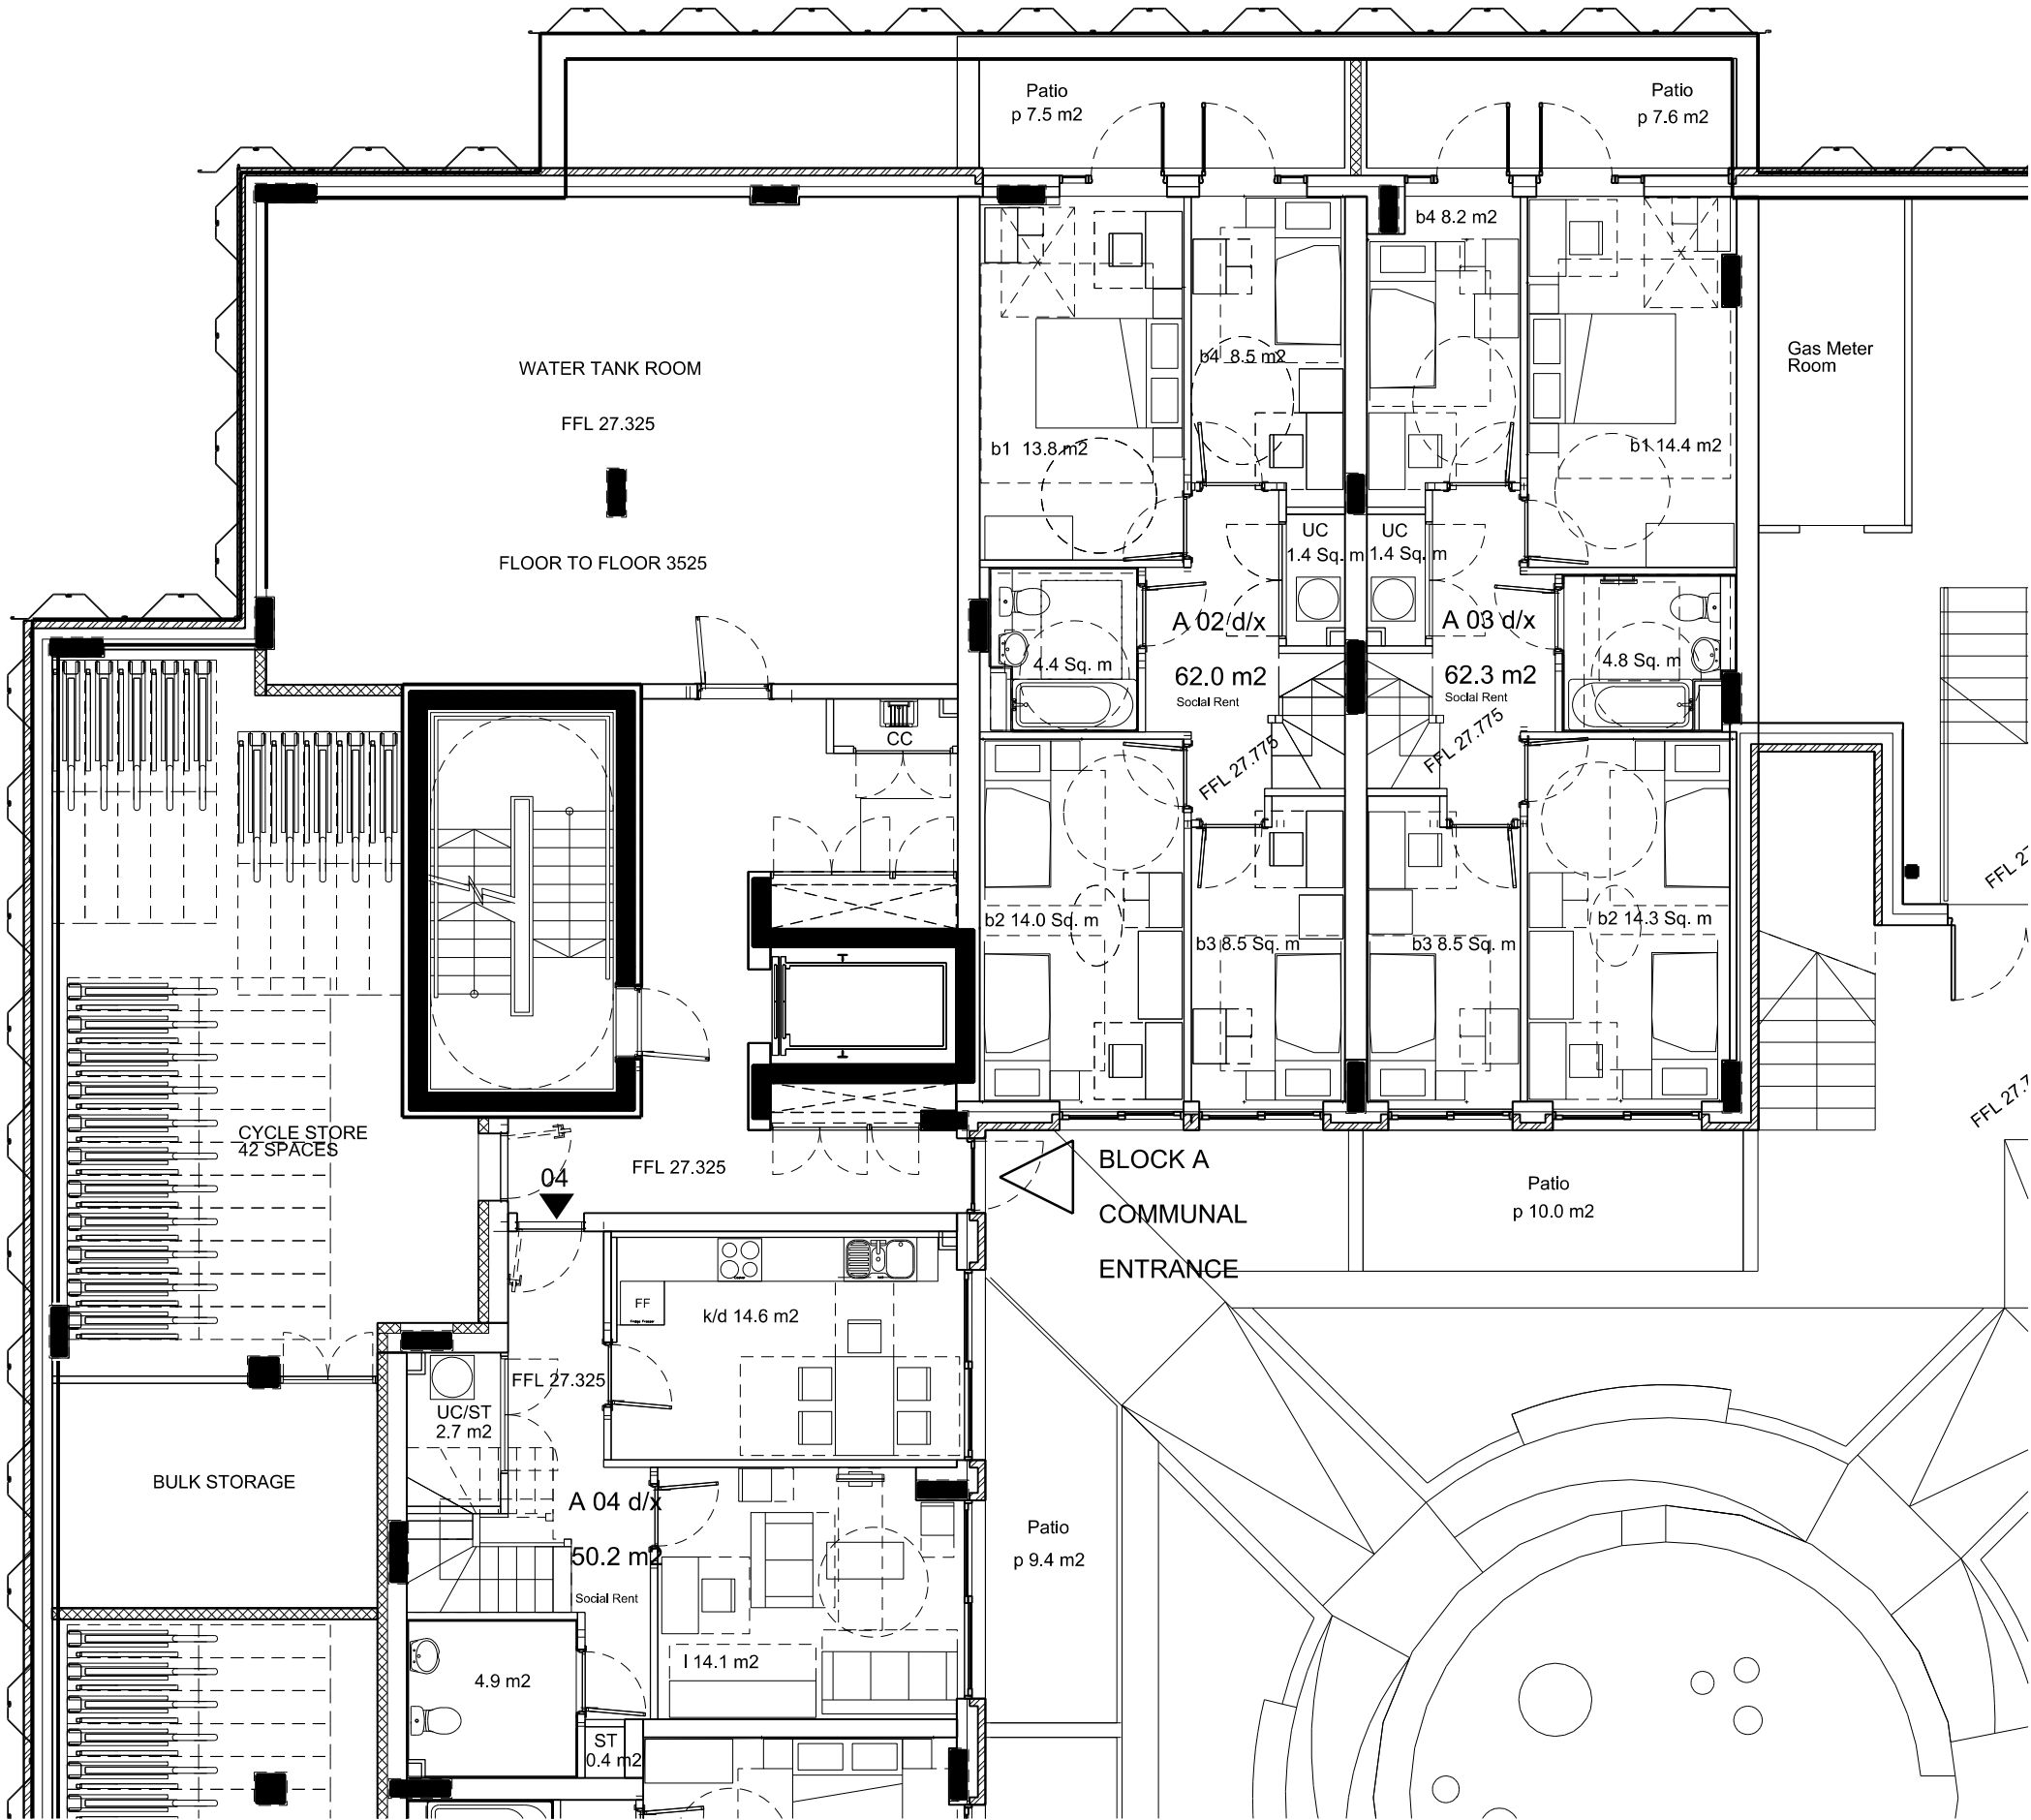 Patio
p 7.5 m2
Patio
p 7.6 m2
b4 8.2 m2
WATER TANK ROOM
FFL 27.325
FLOOR TO FLOOR 3525
b4 8.5 m2
b1 13.8 m2
b1 14.4 m2
Gas Meter
Room
UC
1.4 Sq. m
UC
1.4 Sq. m
A 02 d/x
62.0 m2
Social Rent
A 03 d/x
62.3 m2
Social Rent
4.4 Sq. m
4.8 Sq. m
FFL 27.775
FFL 27.775
CC
b2 14.0 Sq. m
b3 8.5 Sq. m
b3 8.5 Sq. m
b2 14.3 Sq. m
CYCLE STORE
42 SPACES
FFL 27.325
04
BLOCK A
COMMUNAL
ENTRANCE
Patio
p 10.0 m2
FF
Fridge Freezer
k/d 14.6 m2
FFL 27.325
UC/ST
2.7 m2
BULK STORAGE
A 04 d/x
50.2 m2
Social Rent
Patio
p 9.4 m2
4.9 m2
l 14.1 m2
ST
0.4 m2